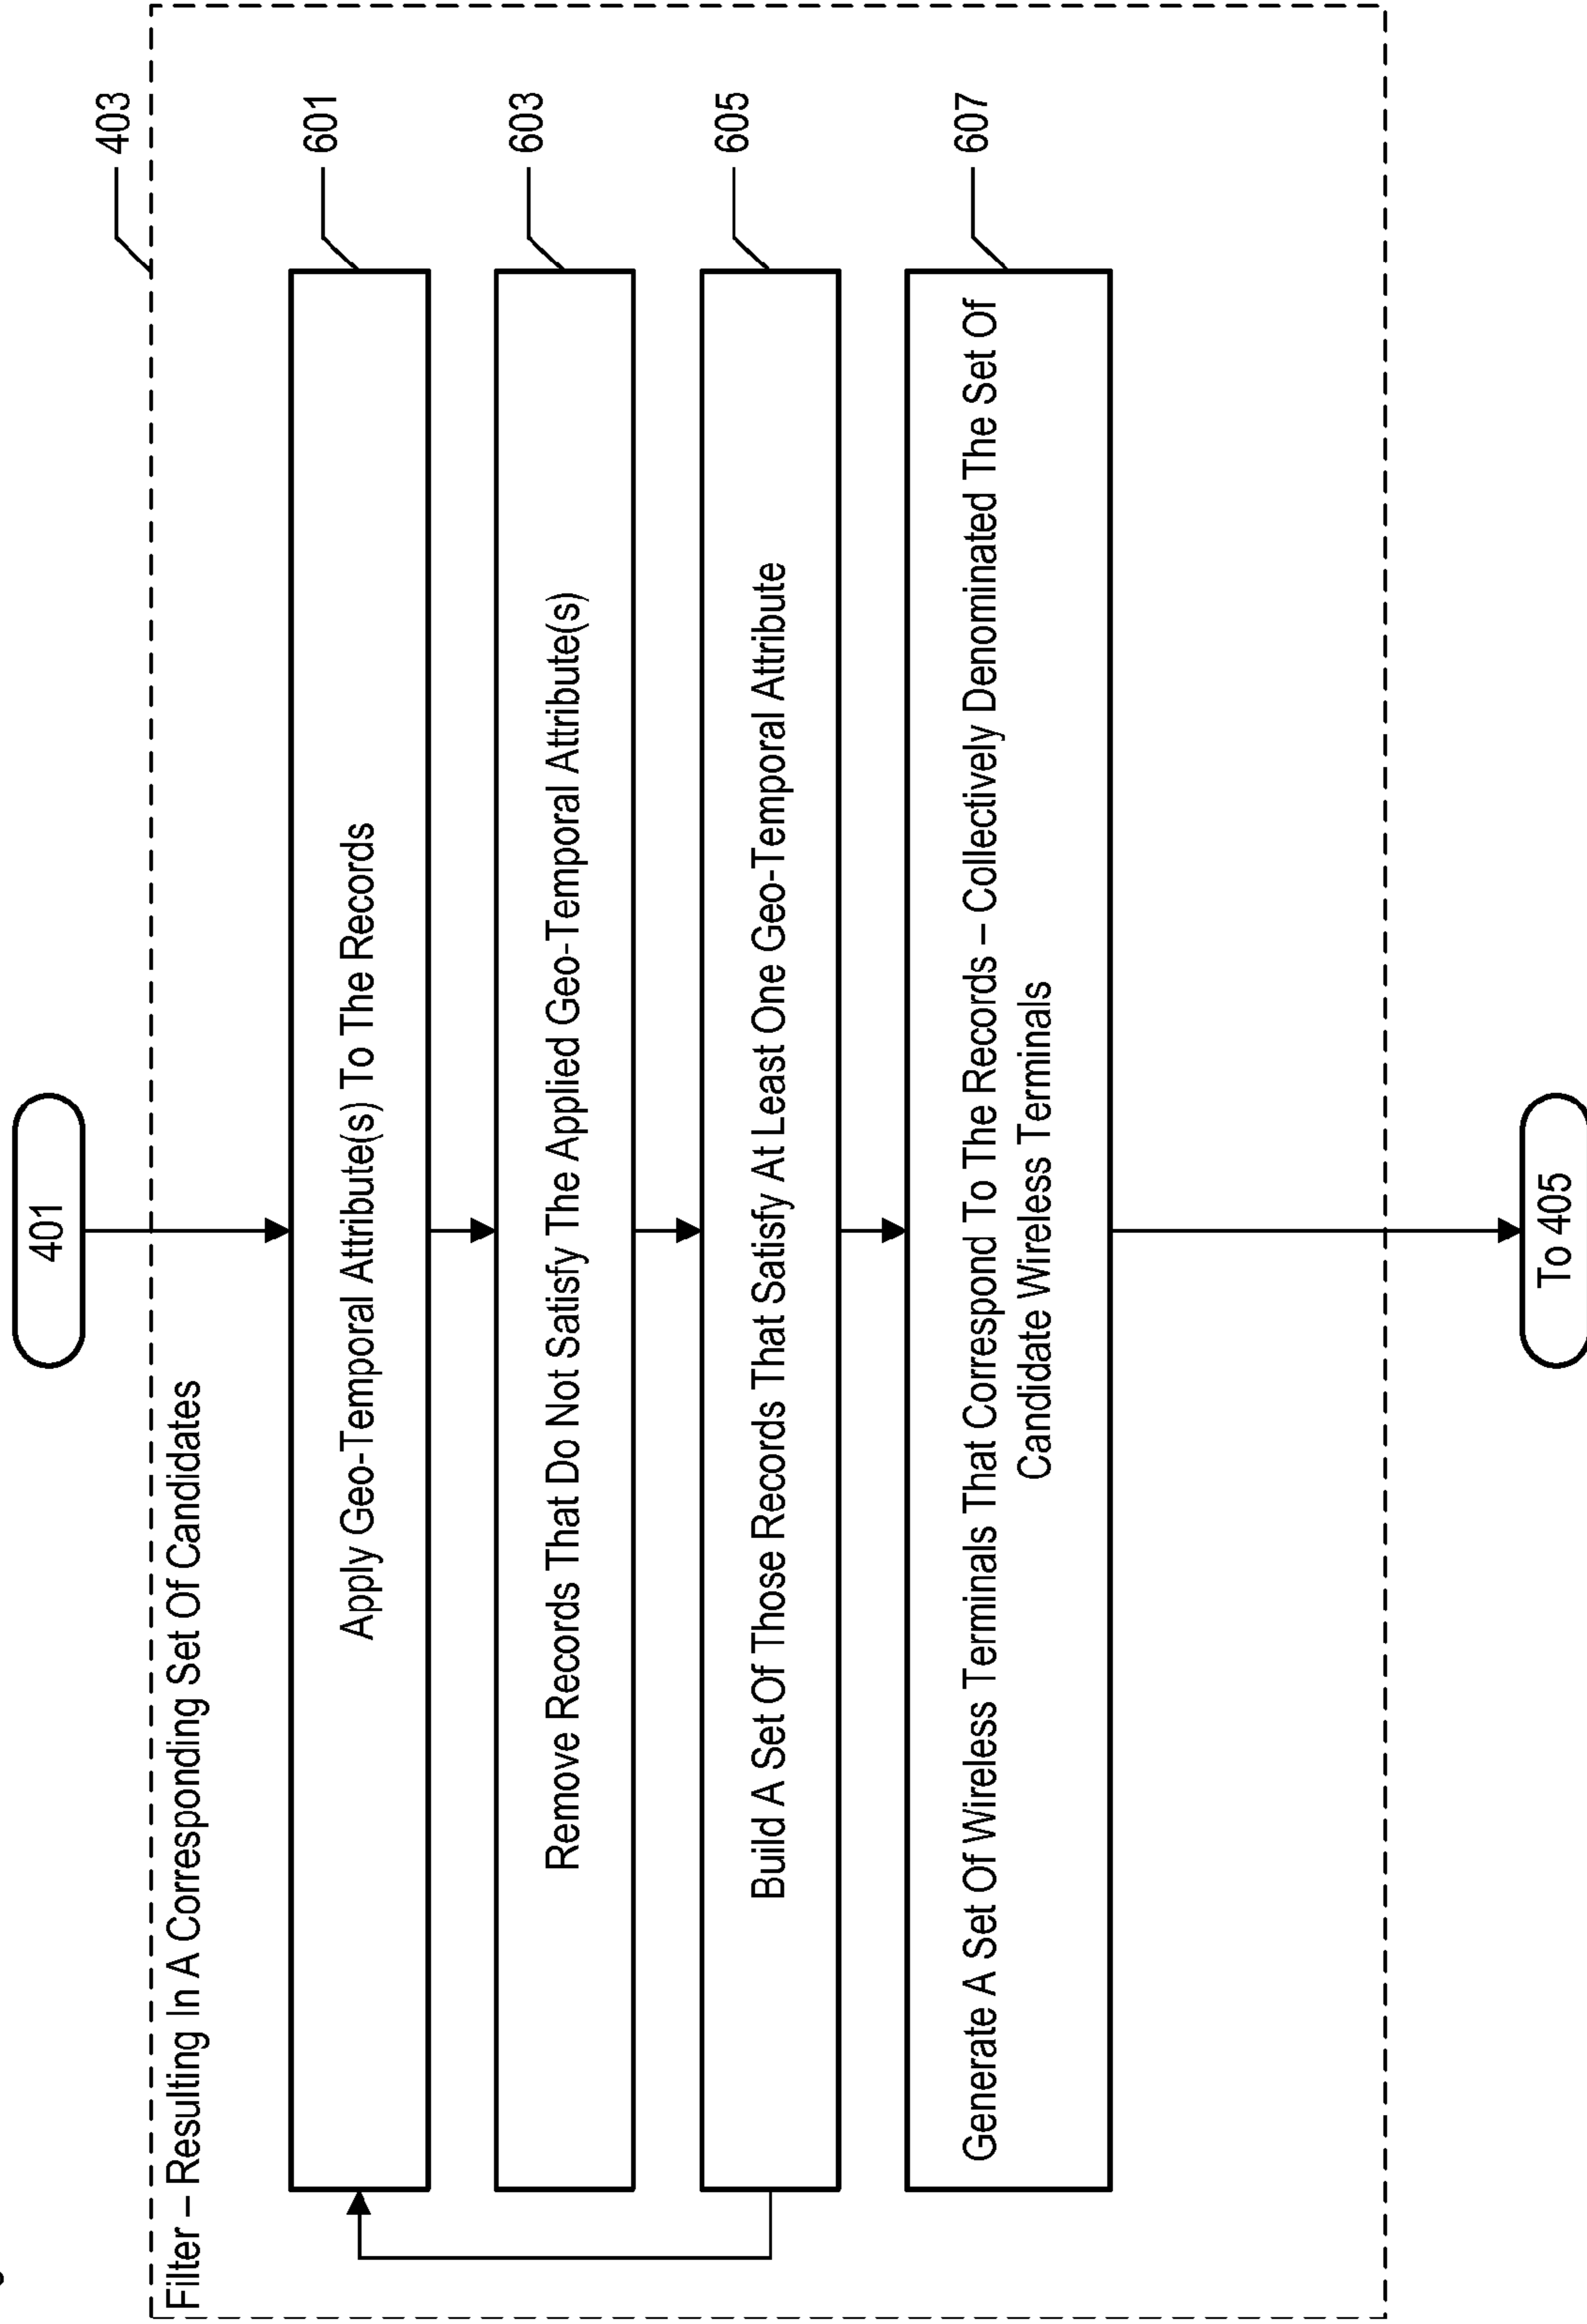 401
403
Filter – Resulting In A Corresponding Set Of Candidates
601
Apply Geo-Temporal Attribute(s) To The Records
603
Remove Records That Do Not Satisfy The Applied Geo-Temporal Attribute(s)
605
Build A Set Of Those Records That Satisfy At Least One Geo-Temporal Attribute
607
Generate A Set Of Wireless Terminals That Correspond To The Records – Collectively Denominated The Set Of
Candidate Wireless Terminals
To 405